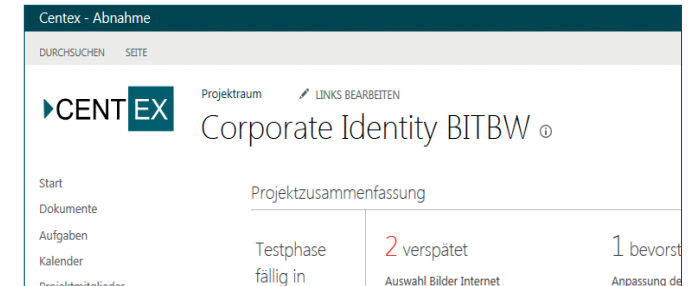 Centex - Abnahme
DURCHSUCHEN SEITE
CENTEX
Projektraum LINKS BEARBEITEN
Corporate Identity BITBW
Start
Dokumente
Aufgaben
Kalender
Projektmitglieder
Projektzusammenfassung
Testphase
fällig in
2 verspätet
Auswahl Bilder Internet
1 bevorst
Anpassung de